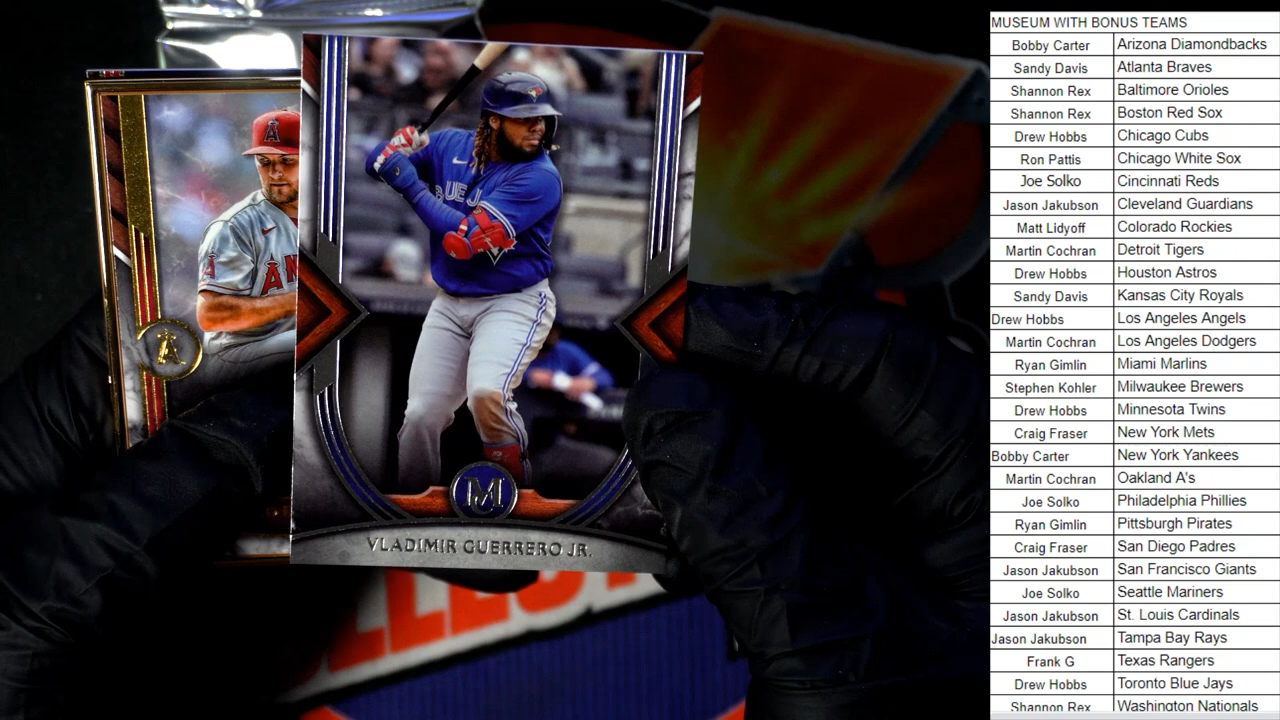 MUSEUM WITH BONUS TEAMS
Bobby Carter Arizona Diamondbacks
Sandy Davis Atlanta Braves
Shannon Rex Baltimore Orioles
Shannon Rex Boston Red Sox
Drew Hobbs Chicago Cubs
Ron Pattis Chicago White Sox
Joe Solko Cincinnati Reds
Jason Jakubson Cleveland Guardians
Matt Lidyoff Colorado Rockies
Martin Cochran Detroit Tigers
Drew Hobbs Houston Astros
Sandy Davis Kansas City Royals
Drew Hobbs Los Angeles Angels
Martin Cochran Los Angeles Dodgers
Ryan Gimlin Miami Marlins
Stephen Kohler Milwaukee Brewers
Drew Hobbs Minnesota Twins
Craig Fraser New York Mets
Bobby Carter New York Yankees
Martin Cochran Oakland A's
Joe Solko Philadelphia Phillies
Ryan Gimlin Pittsburgh Pirates
Craig Fraser San Diego Padres
Jason Jakubson San Francisco Giants
Joe Solko Seattle Mariners
Jason Jakubson St. Louis Cardinals
Jason Jakubson Tampa Bay Rays
Frank G Texas Rangers
Drew Hobbs Toronto Blue Jays
Shannon Rex Washington Nationals
A
AN
A
BLUE J
M
VLADIMIR GUERRERO JR.